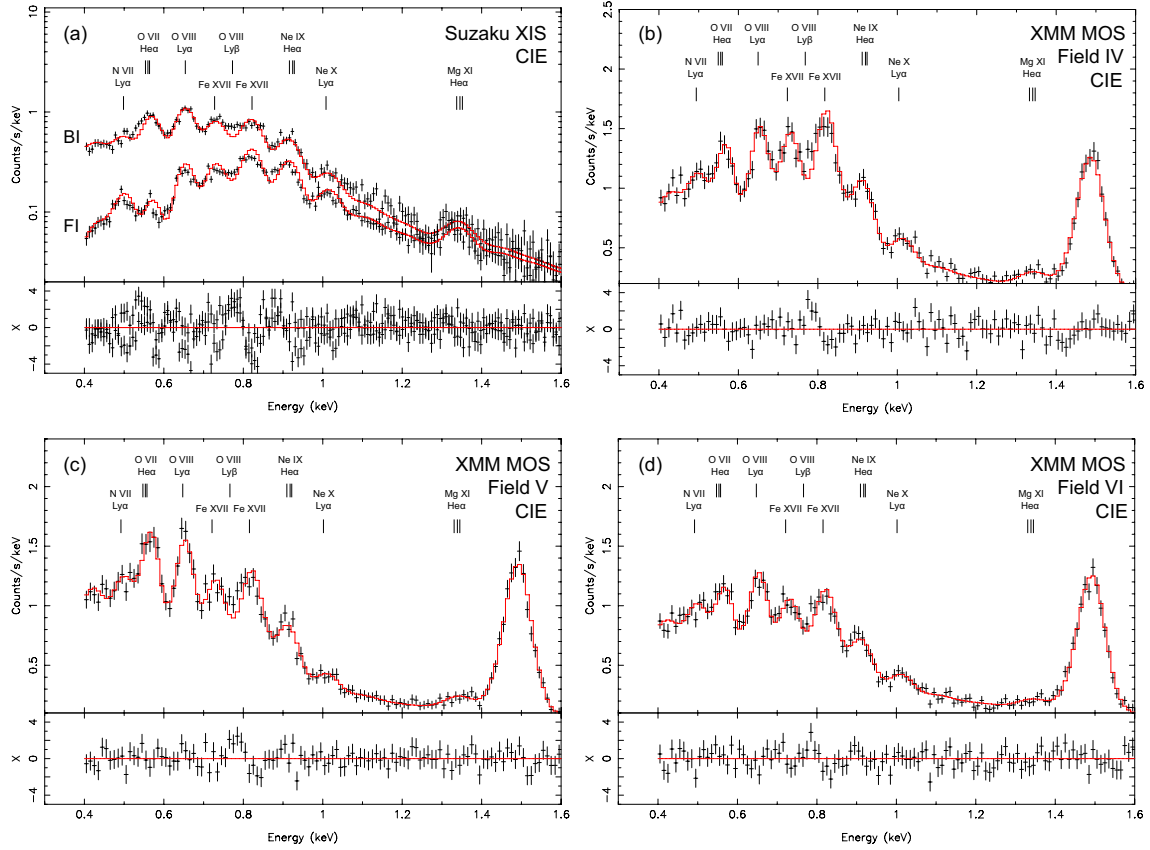 (a)
Suzaku XIS
CIE
O VII
Heα
O VIII
Lyα
O VIII
Lyβ
Ne IX
Heα
N VII
Lyα
Fe XVII
Fe XVII
Ne X
Lyα
Mg XI
Heα
BI
FI
10
1
0.1
Counts/s/keV
4
0
−4
X
0.4
0.6
0.8
1
1.2
1.4
1.6
Energy (keV)
(b)
XMM MOS
Field IV
CIE
O VII
Heα
O VIII
Lyα
O VIII
Lyβ
Ne IX
Heα
N VII
Lyα
Fe XVII
Fe XVII
Ne X
Lyα
Mg XI
Heα
2.5
2
1.5
1
0.5
Counts/s/keV
4
0
−4
X
0.4
0.6
0.8
1
1.2
1.4
1.6
Energy (keV)
(c)
XMM MOS
Field V
CIE
O VII
Heα
O VIII
Lyα
O VIII
Lyβ
Ne IX
Heα
N VII
Lyα
Fe XVII
Fe XVII
Ne X
Lyα
Mg XI
Heα
2
1.5
1
0.5
Counts/s/keV
4
0
−4
X
0.4
0.6
0.8
1
1.2
1.4
1.6
Energy (keV)
(d)
XMM MOS
Field VI
CIE
O VII
Heα
O VIII
Lyα
O VIII
Lyβ
Ne IX
Heα
N VII
Lyα
Fe XVII
Fe XVII
Ne X
Lyα
Mg XI
Heα
2
1.5
1
0.5
Counts/s/keV
4
0
−4
X
0.4
0.6
0.8
1
1.2
1.4
1.6
Energy (keV)